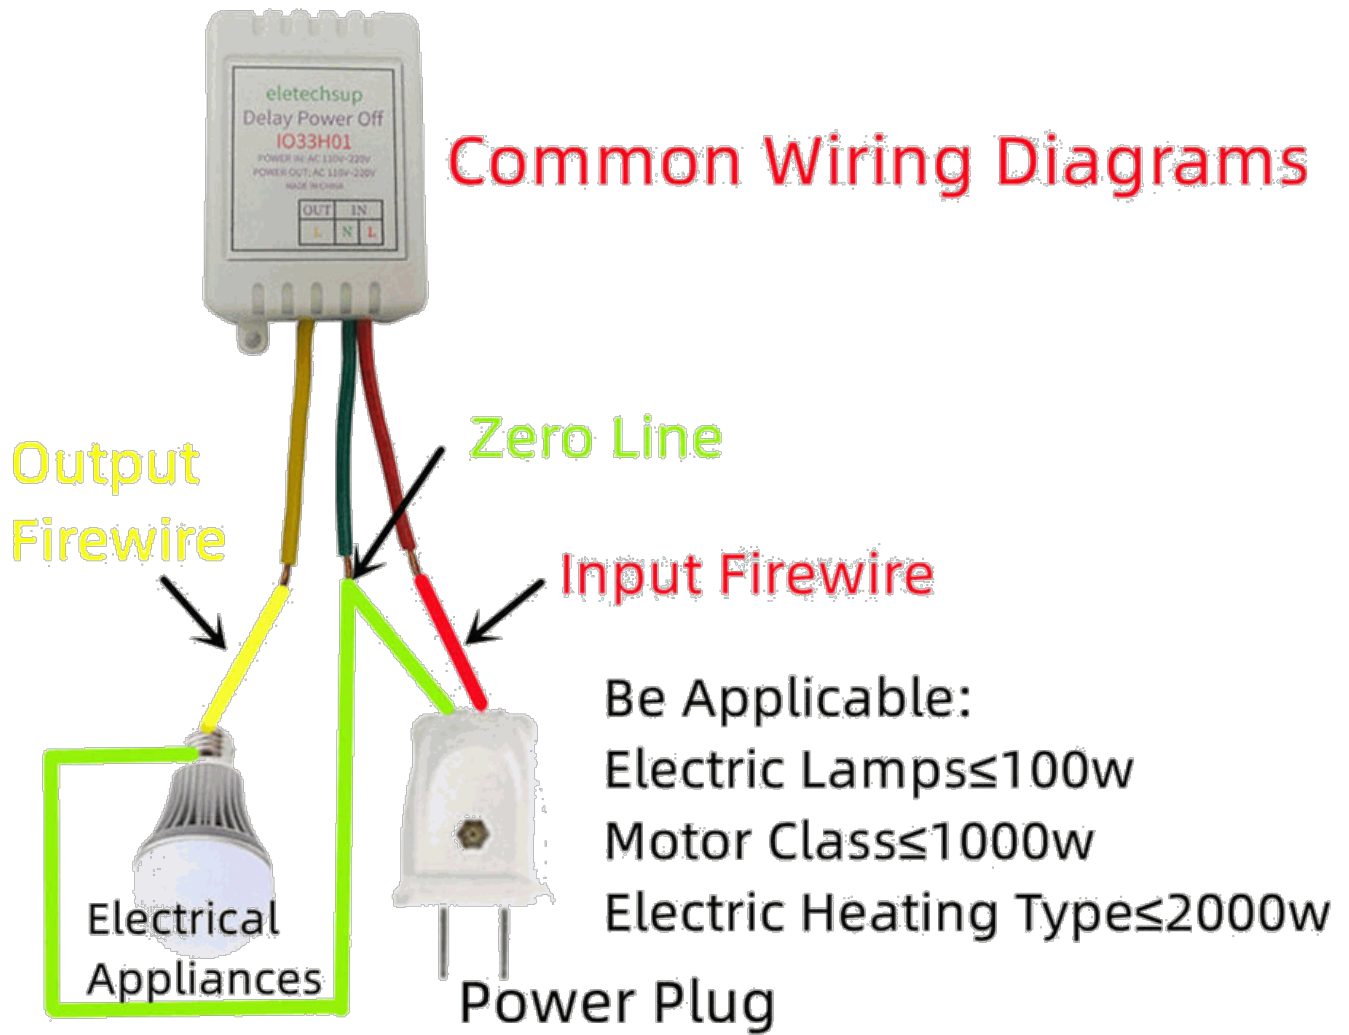 eletechsup
Delay Power Off
IO33H01
POWER IN: AC 110V~220V
POWER OUT: AC 110V~220V
MADE IN CHINA
OUT IN
L N L
Common Wiring Diagrams
Zero Line
Output
Firewire
Input Firewire
Be Applicable:
Electric Lamps≤100w
Motor Class≤1000w
Electric Heating Type≤2000w
Electrical
Appliances
Power Plug